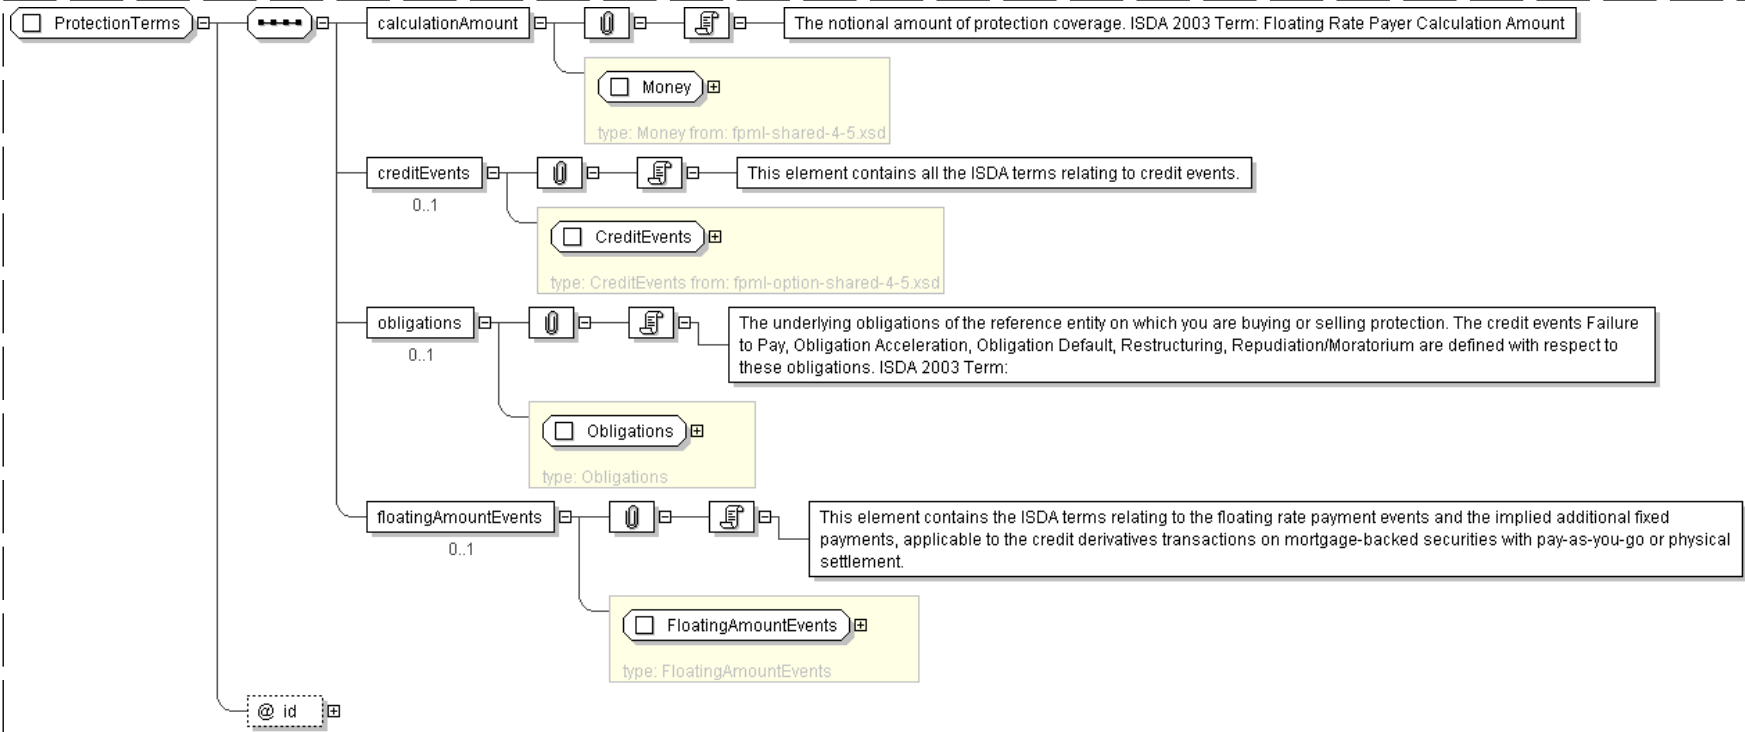 ProtectionTerms
calculationAmount
The notional amount of protection coverage. ISDA 2003 Term: Floating Rate Payer Calculation Amount
Money
type: Money from: fpml-shared-4-5.xsd
creditEvents
This element contains all the ISDA terms relating to credit events.
0..1
CreditEvents
type: CreditEvents from: fpml-option-shared-4-5.xsd
obligations
The underlying obligations of the reference entity on which you are buying or selling protection. The credit events Failure
to Pay, Obligation Acceleration, Obligation Default, Restructuring, Repudiation/Moratorium are defined with respect to
these obligations. ISDA 2003 Term:
0..1
Obligations
type: Obligations
floatingAmountEvents
This element contains the ISDA terms relating to the floating rate payment events and the implied additional fixed
payments, applicable to the credit derivatives transactions on mortgage-backed securities with pay-as-you-go or physical
settlement.
0..1
FloatingAmountEvents
type: FloatingAmountEvents
@ id